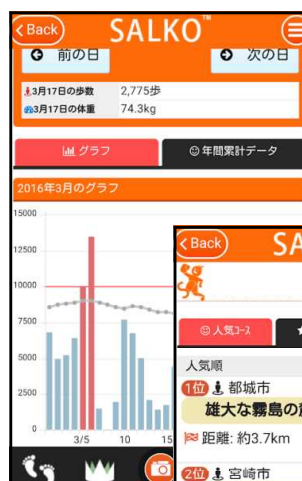 Back
SALKO™
前の日
次の日
3月17日の歩数 2,775歩
3月17日の体重 74.3kg
グラフ
年間累計データ
2016年3月のグラフ
15000
12500
10000
7500
5000
2500
0
3/5 10 15
Back
SA
人気コース
人気順
1位 都城市
雄大な霧島の
距離: 約3.7km
2位 宮崎市